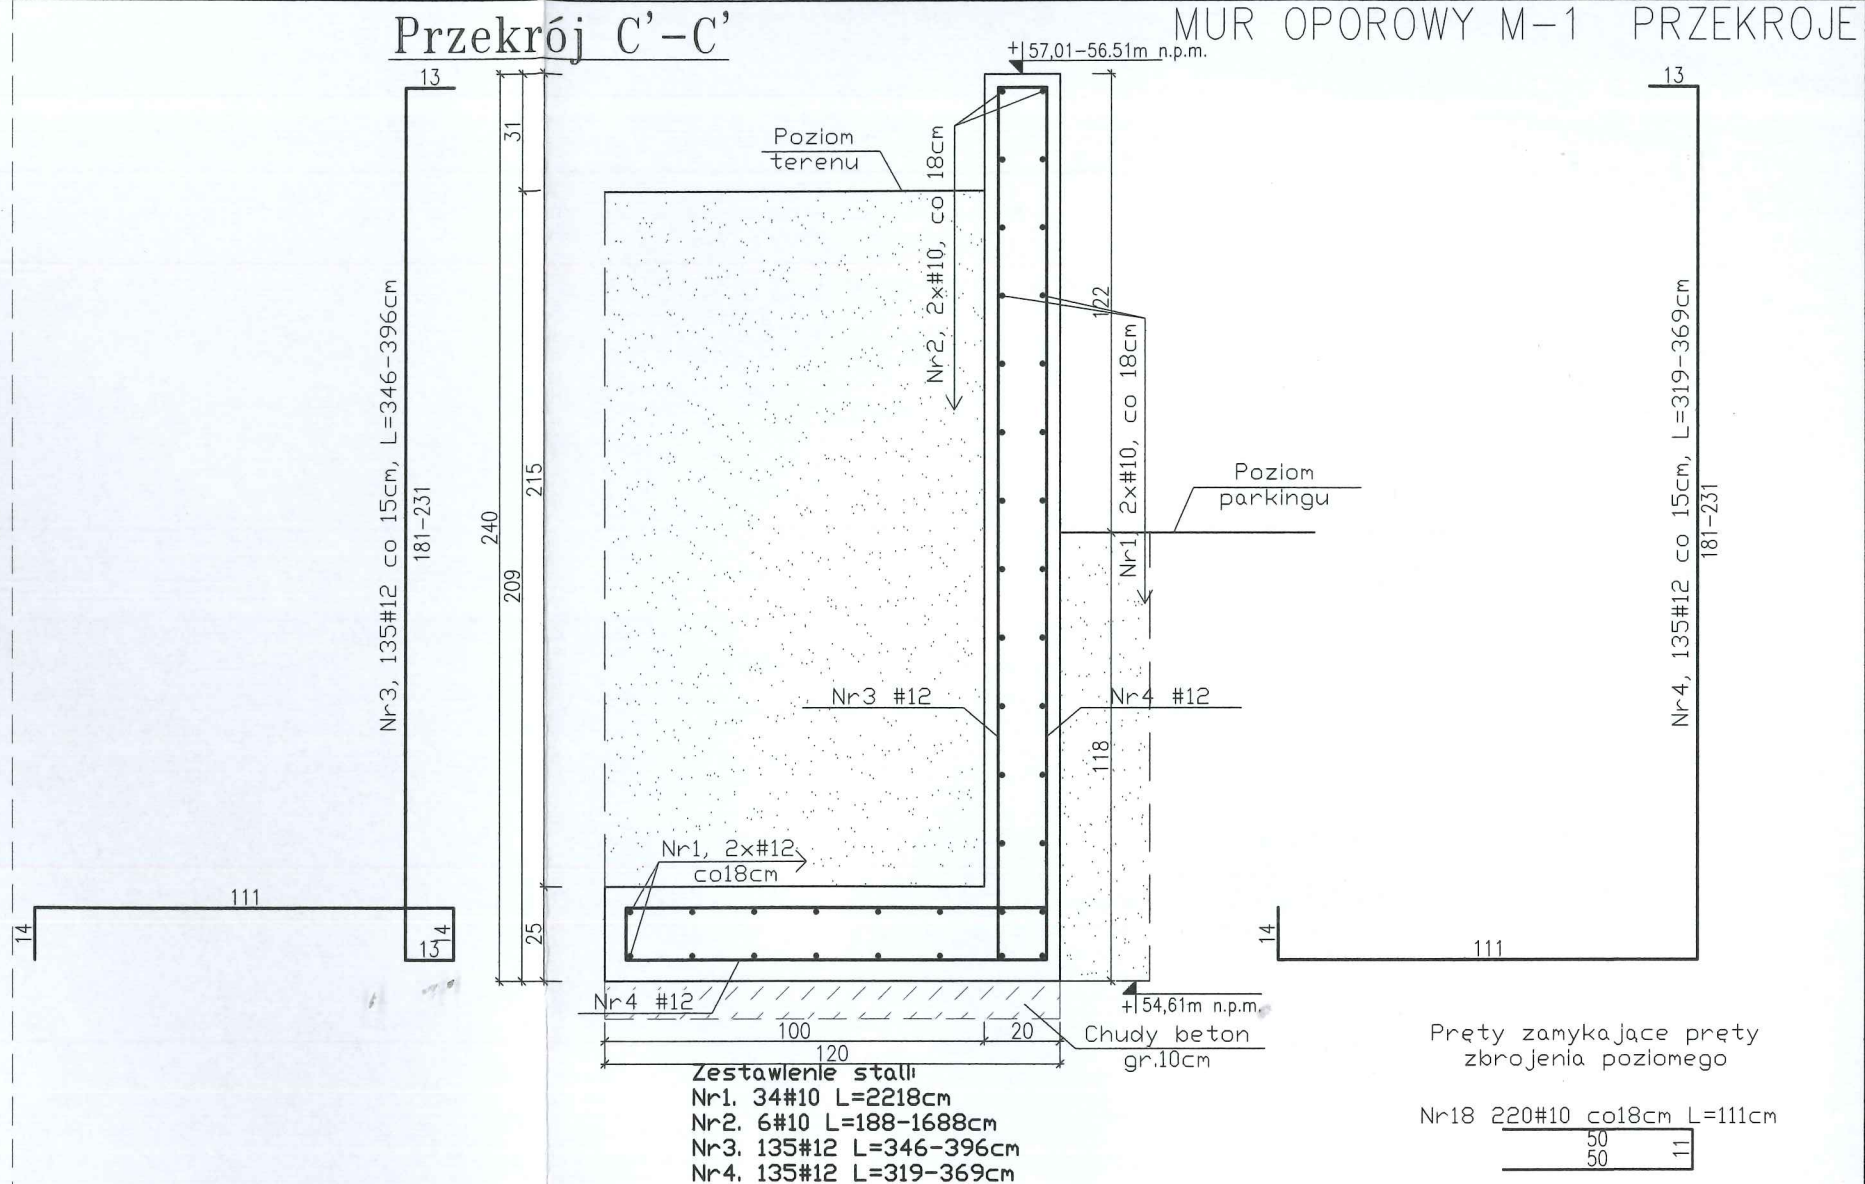 Przekrój C'-C'
MUR OPOROWY M-1 PRZEKROJE
+57,01-56.51m n.p.m.
13
13
31
Poziom
terenu
Nr2, 2x#10, co 18cm
122
Nr1 2x#10, co 18cm
Nr3, 135#12 co 15cm, L=346-396cm
181-231
240
209
215
Poziom
parkingu
Nr4, 135#12 co 15cm, L=319-369cm
181-231
Nr3 #12
Nr4 #12
118
Nr1, 2x#12
co18cm
111
14
13
14
25
14
111
Nr4 #12
+54,61m n.p.m.
100
20
120
Chudy beton
gr.10cm
Pręty zamykające pręty
zbrojenia poziomego
Zestawienie stali
Nr1. 34#10 L=2218cm
Nr2. 6#10 L=188-1688cm
Nr3. 135#12 L=346-396cm
Nr4. 135#12 L=319-369cm
Nr18 220#10 co18cm L=111cm
50
50
11